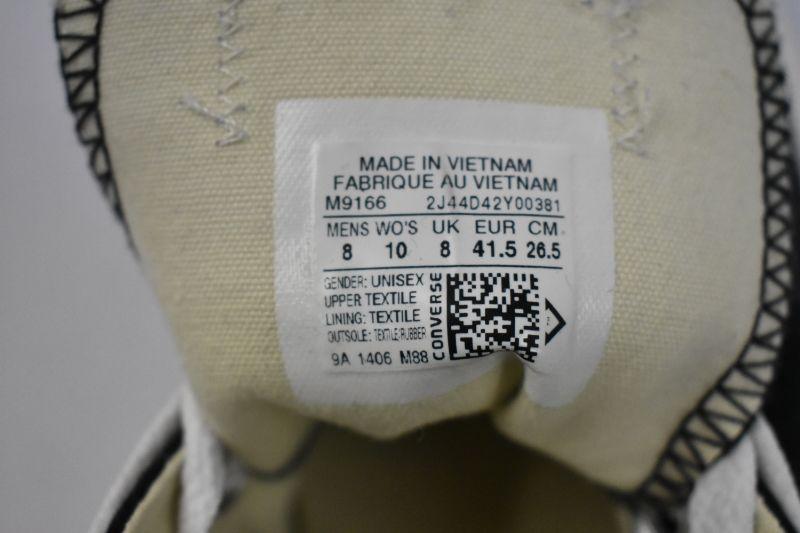 MADE IN VIETNAM
FABRIQUE AU VIETNAM
M9166 2J44D42Y00381
MENS WO'S UK EUR CM
8 10 8 41.5 26.5
GENDER: UNISEX
UPPER TEXTILE
LINING: TEXTILE
OUTSOLE: TEXTILE/RUBBER
9A 1406 M88
CONVERSE